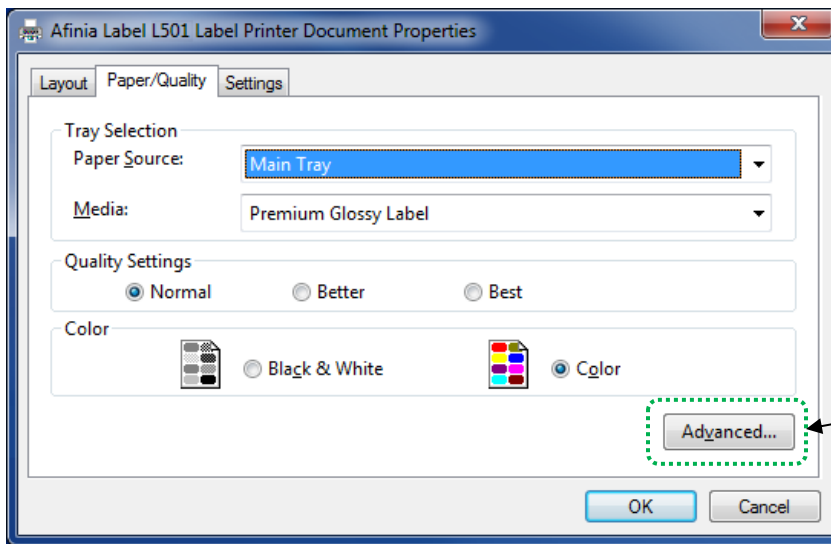 Afinia Label L501 Label Printer Document Properties
Layout Paper/Quality Settings
Tray Selection
Paper Source: Main Tray
Media: Premium Glossy Label
Quality Settings
Normal Better Best
Color
Black & White Color
Advanced...
OK Cancel